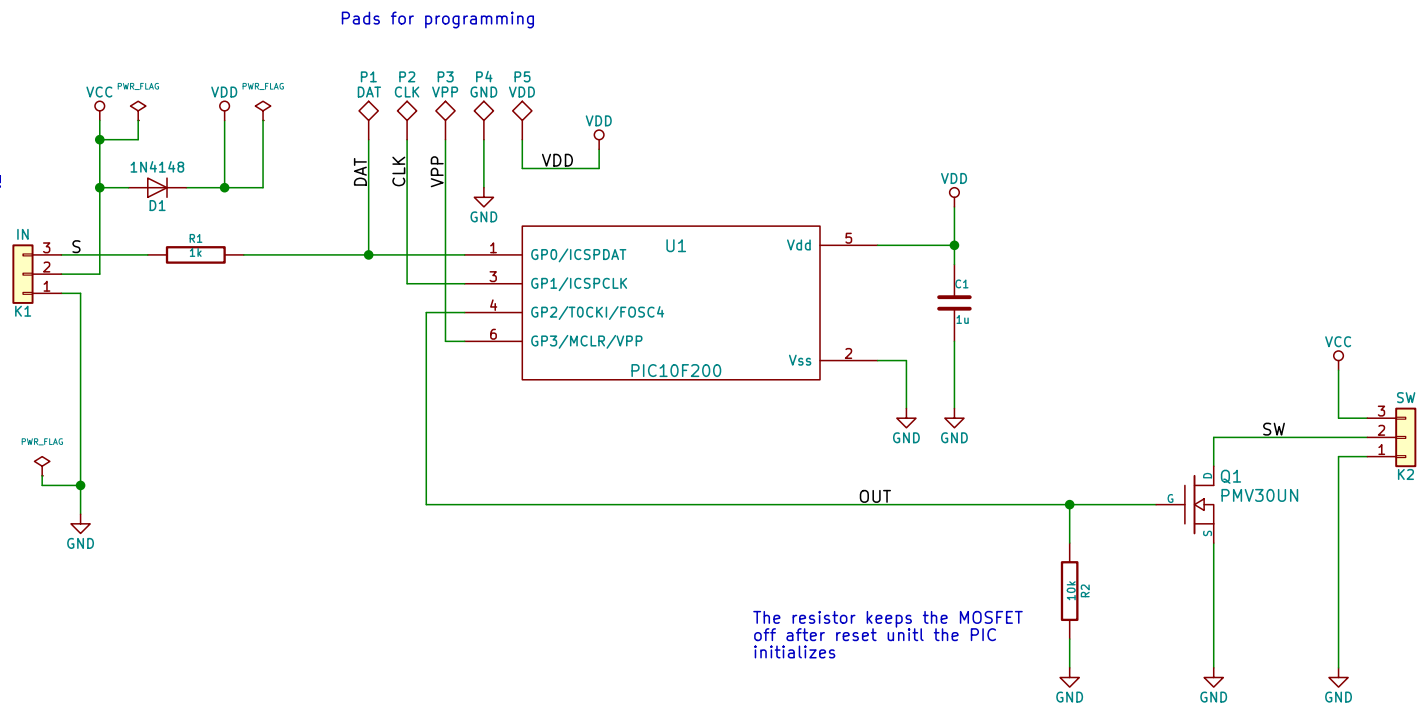 Pads for programming
VCC
PWR_FLAG
VDD
PWR_FLAG
P1
DAT
P2
CLK
P3
VPP
P4
GND
P5
VDD
VDD
DAT
CLK
VPP
VDD
GND
1N4148
D1
IN
3
2
1
K1
S
R1
1k
1
3
4
6
GP0/ICSPDAT
GP1/ICSPCLK
GP2/T0CKI/FOSC4
GP3/MCLR/VPP
U1
PIC10F200
Vdd
Vss
5
2
VDD
C1
1u
GND
GND
PWR_FLAG
GND
VCC
SW
3
2
1
K2
SW
D
G
S
Q1
PMV30UN
OUT
10k
R2
The resistor keeps the MOSFET
off after reset unitl the PIC
initializes
GND
GND
GND